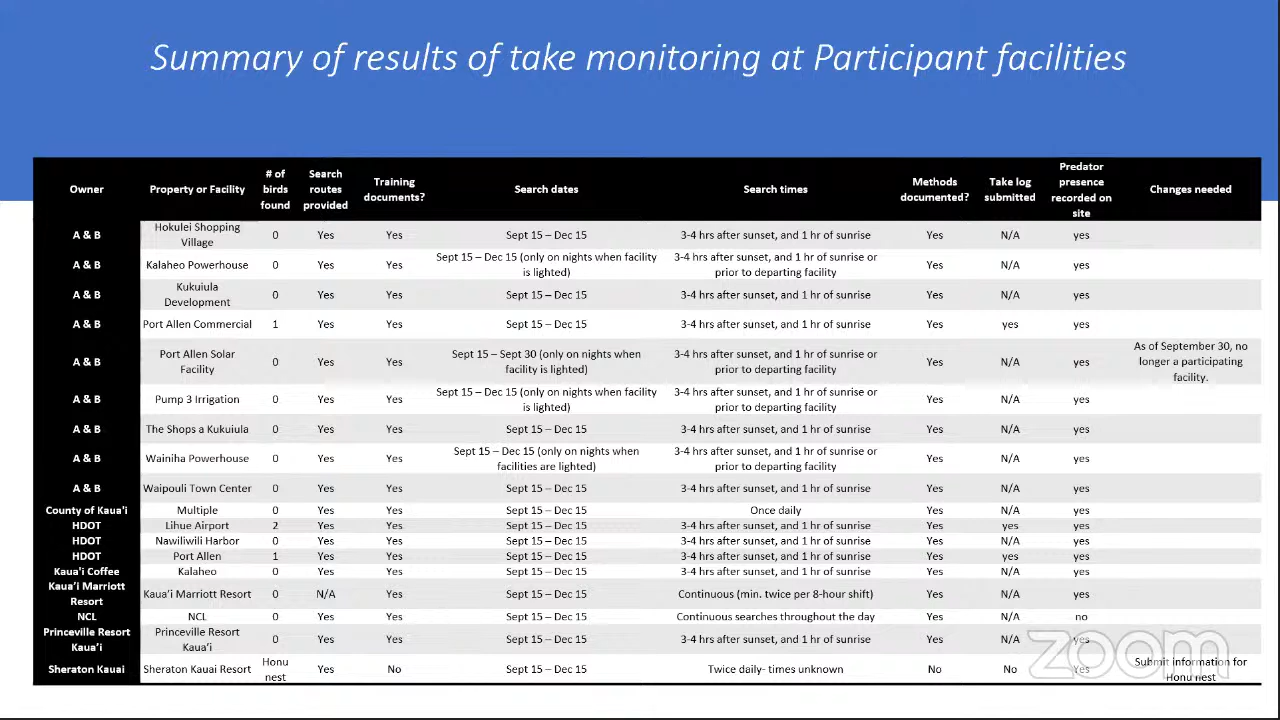 Summary of results of take monitoring at Participant facilities
Owner Property or Facility # of birds found Search routes provided Training documents? Search dates Search times Methods documented? Take log submitted Predator presence recorded on site Changes needed
A & B Hokulei Shopping Village 0 Yes Yes Sept 15 – Dec 15 3-4 hrs after sunset, and 1 hr of sunrise Yes N/A yes
A & B Kalaheo Powerhouse 0 Yes Yes Sept 15 – Dec 15 (only on nights when facility is lighted) 3-4 hrs after sunset, and 1 hr of sunrise or prior to departing facility Yes N/A yes
A & B Kukuiula Development 0 Yes Yes Sept 15 – Dec 15 3-4 hrs after sunset, and 1 hr of sunrise Yes N/A yes
A & B Port Allen Commercial 1 Yes Yes Sept 15 – Dec 15 3-4 hrs after sunset, and 1 hr of sunrise Yes yes yes
A & B Port Allen Solar Facility 0 Yes Yes Sept 15 – Sept 30 (only on nights when facility is lighted) 3-4 hrs after sunset, and 1 hr of sunrise or prior to departing facility Yes N/A yes As of September 30, no longer a participating facility.
A & B Pump 3 Irrigation 0 Yes Yes Sept 15 – Dec 15 (only on nights when facility is lighted) 3-4 hrs after sunset, and 1 hr of sunrise or prior to departing facility Yes N/A yes
A & B The Shops a Kukuiula 0 Yes Yes Sept 15 – Dec 15 3-4 hrs after sunset, and 1 hr of sunrise Yes N/A yes
A & B Wainiha Powerhouse 0 Yes Yes Sept 15 – Dec 15 (only on nights when facilities are lighted) 3-4 hrs after sunset, and 1 hr of sunrise or prior to departing facility Yes N/A yes
A & B Waipouli Town Center 0 Yes Yes Sept 15 – Dec 15 3-4 hrs after sunset, and 1 hr of sunrise Yes N/A yes
County of Kaua'i Multiple 0 Yes Yes Sept 15 – Dec 15 Once daily Yes N/A yes
HDOT Lihue Airport 2 Yes Yes Sept 15 – Dec 15 3-4 hrs after sunset, and 1 hr of sunrise Yes yes yes
HDOT Nawiliwili Harbor 0 Yes Yes Sept 15 – Dec 15 3-4 hrs after sunset, and 1 hr of sunrise Yes N/A yes
HDOT Port Allen 1 Yes Yes Sept 15 – Dec 15 3-4 hrs after sunset, and 1 hr of sunrise Yes yes yes
Kaua'i Coffee Kalaheo 0 Yes Yes Sept 15 – Dec 15 3-4 hrs after sunset, and 1 hr of sunrise Yes N/A yes
Kaua'i Marriott Resort Kaua'i Marriott Resort 0 N/A Yes Sept 15 – Dec 15 Continuous (min. twice per 8-hour shift) Yes N/A yes
NCL NCL 0 Yes Yes Sept 15 – Dec 15 Continuous searches throughout the day Yes N/A no
Princeville Resort Kaua'i Princeville Resort Kaua'i 0 Yes Yes Sept 15 – Dec 15 3-4 hrs after sunset, and 1 hr of sunrise Yes N/A yes
Sheraton Kauai Sheraton Kauai Resort Honu nest Yes No Sept 15 – Dec 15 Twice daily- times unknown No No Yes Submit information for Honu nest
zoom